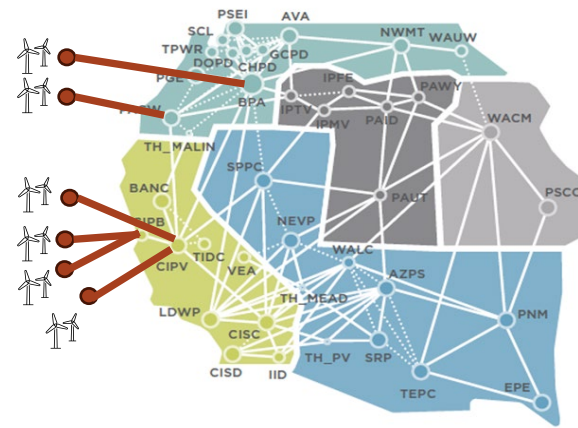 PSEI
AVA
SCL
NWMT
WAUW
TPWR
GCPD
DOPD
CHPD
PGE
IPFE
PAWY
BPA
IPTV
PACW
IPMV
PAID
WACM
TH_MALIN
SPPC
BANC
PAUT
PSCO
CIPB
NEVP
TIDC
WALC
CIPV
VEA
AZPS
TH_MEAD
LDWP
PNM
CISC
TH_PV
SRP
CISD
IID
TEPC
EPE